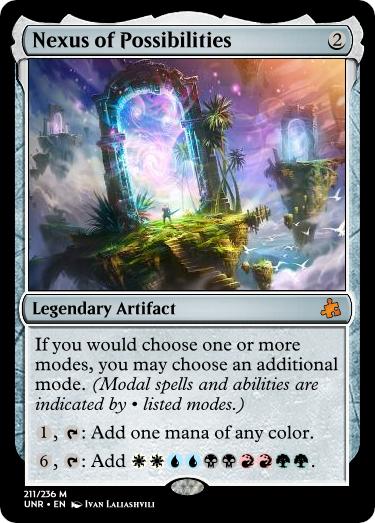 Nexus of Possibilities 2
Legendary Artifact
If you would choose one or more
modes, you may choose an additional
mode. (Modal spells and abilities are
indicated by • listed modes.)
1 , : Add one mana of any color.
6 , : Add .
211/236 M
UNR • EN Ivan Laliashvili